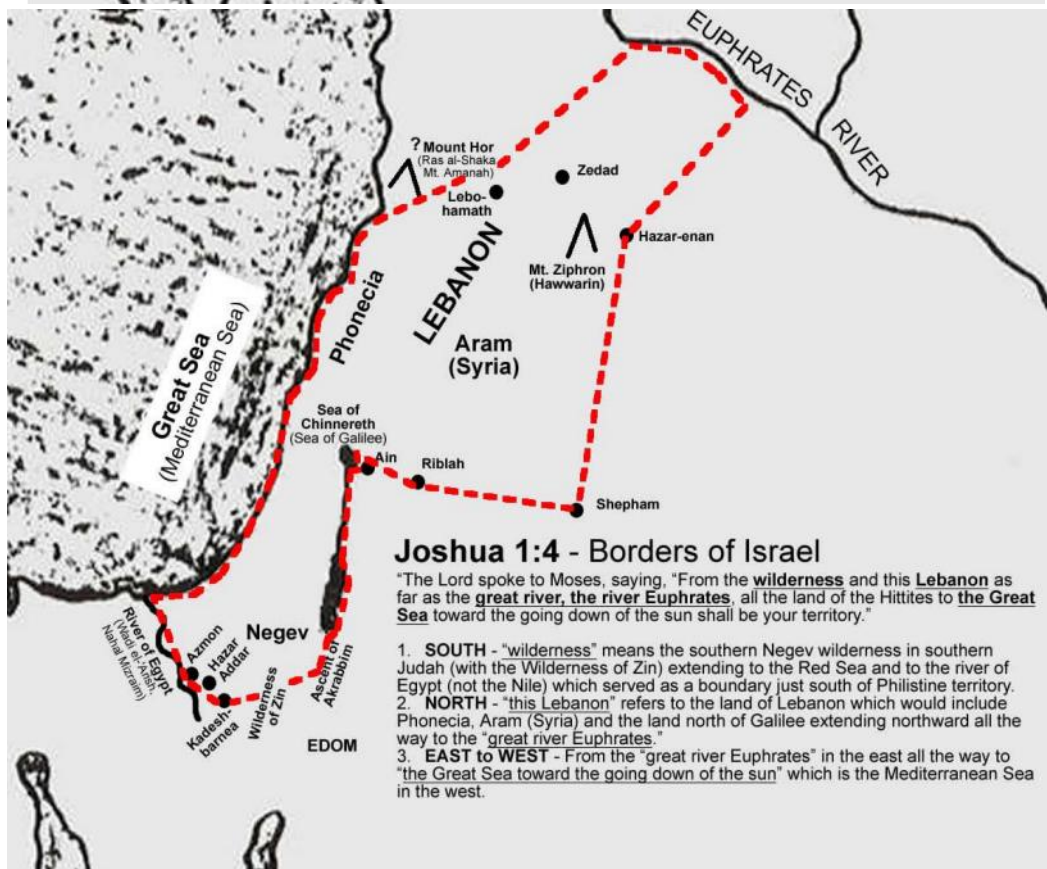 EUPHRATES
RIVER
? Mount Hor
(Ras al-Shaka
Mt. Amanah)
Zedad
Lebo-
hamath
Hazar-enan
Mt. Ziphron
(Hawwarin)
LEBANON
Phonecia
Aram
(Syria)
Great Sea
(Mediterranean Sea)
Sea of
Chinnereth
(Sea of Galilee)
Ain
Riblah
Shepham
River of Egypt
(Wadi el-'Arish,
Nahal Mizraim)
Azmon
Hazar
Addar
Negev
Kadesh-
barnea
Wilderness
of Zin
Ascent of
Akrabbim
EDOM
Joshua 1:4 - Borders of Israel
“The Lord spoke to Moses, saying, “From the wilderness and this Lebanon as
far as the great river, the river Euphrates, all the land of the Hittites to the Great
Sea toward the going down of the sun shall be your territory.”
1. SOUTH - “wilderness” means the southern Negev wilderness in southern
Judah (with the Wilderness of Zin) extending to the Red Sea and to the river of
Egypt (not the Nile) which served as a boundary just south of Philistine territory.
2. NORTH - “this Lebanon” refers to the land of Lebanon which would include
Phonecia, Aram (Syria) and the land north of Galilee extending northward all the
way to the “great river Euphrates.”
3. EAST to WEST - From the “great river Euphrates” in the east all the way to
“the Great Sea toward the going down of the sun” which is the Mediterranean Sea
in the west.